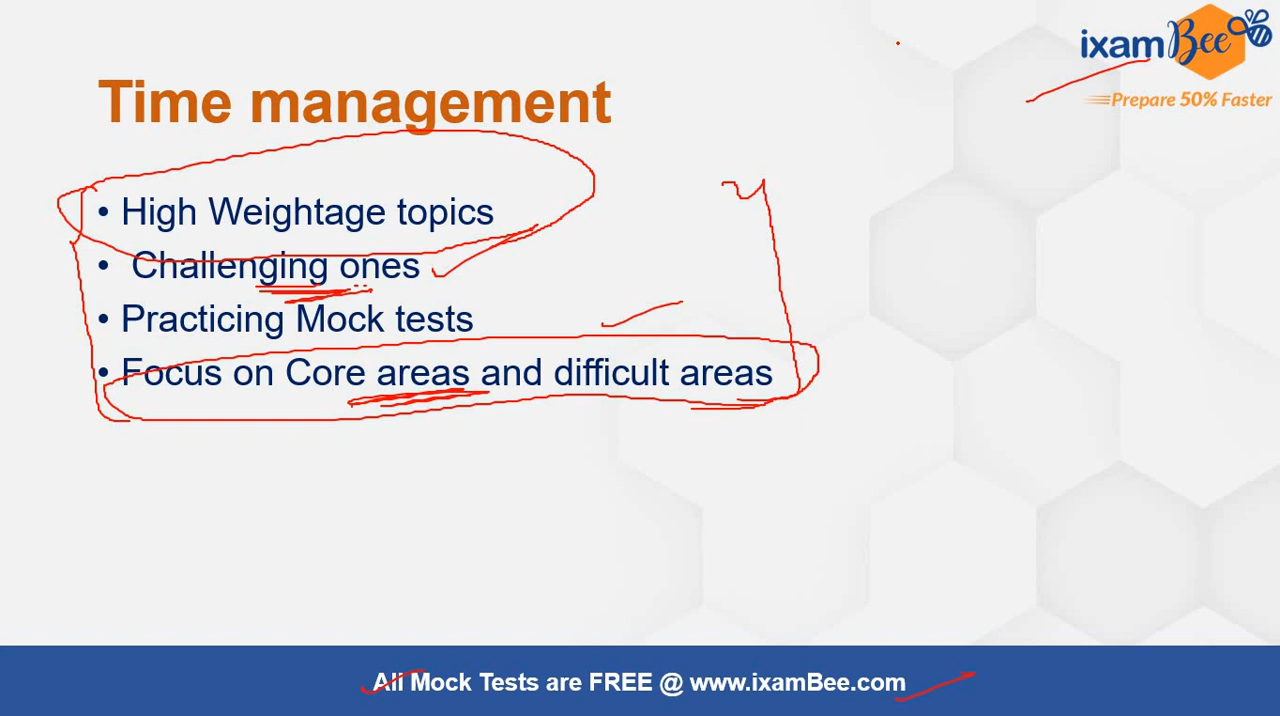 ixamBee
Prepare 50% Faster
Time management
• High Weightage topics
• Challenging ones
• Practicing Mock tests
• Focus on Core areas and difficult areas
All Mock Tests are FREE @ www.ixamBee.com